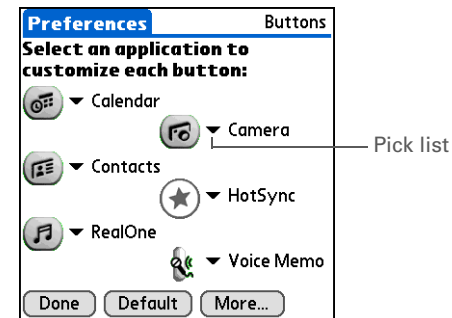 Preferences Buttons
Select an application to
customize each button:
Calendar
Camera
Pick list
Contacts
HotSync
RealOne
Voice Memo
Done Default More...